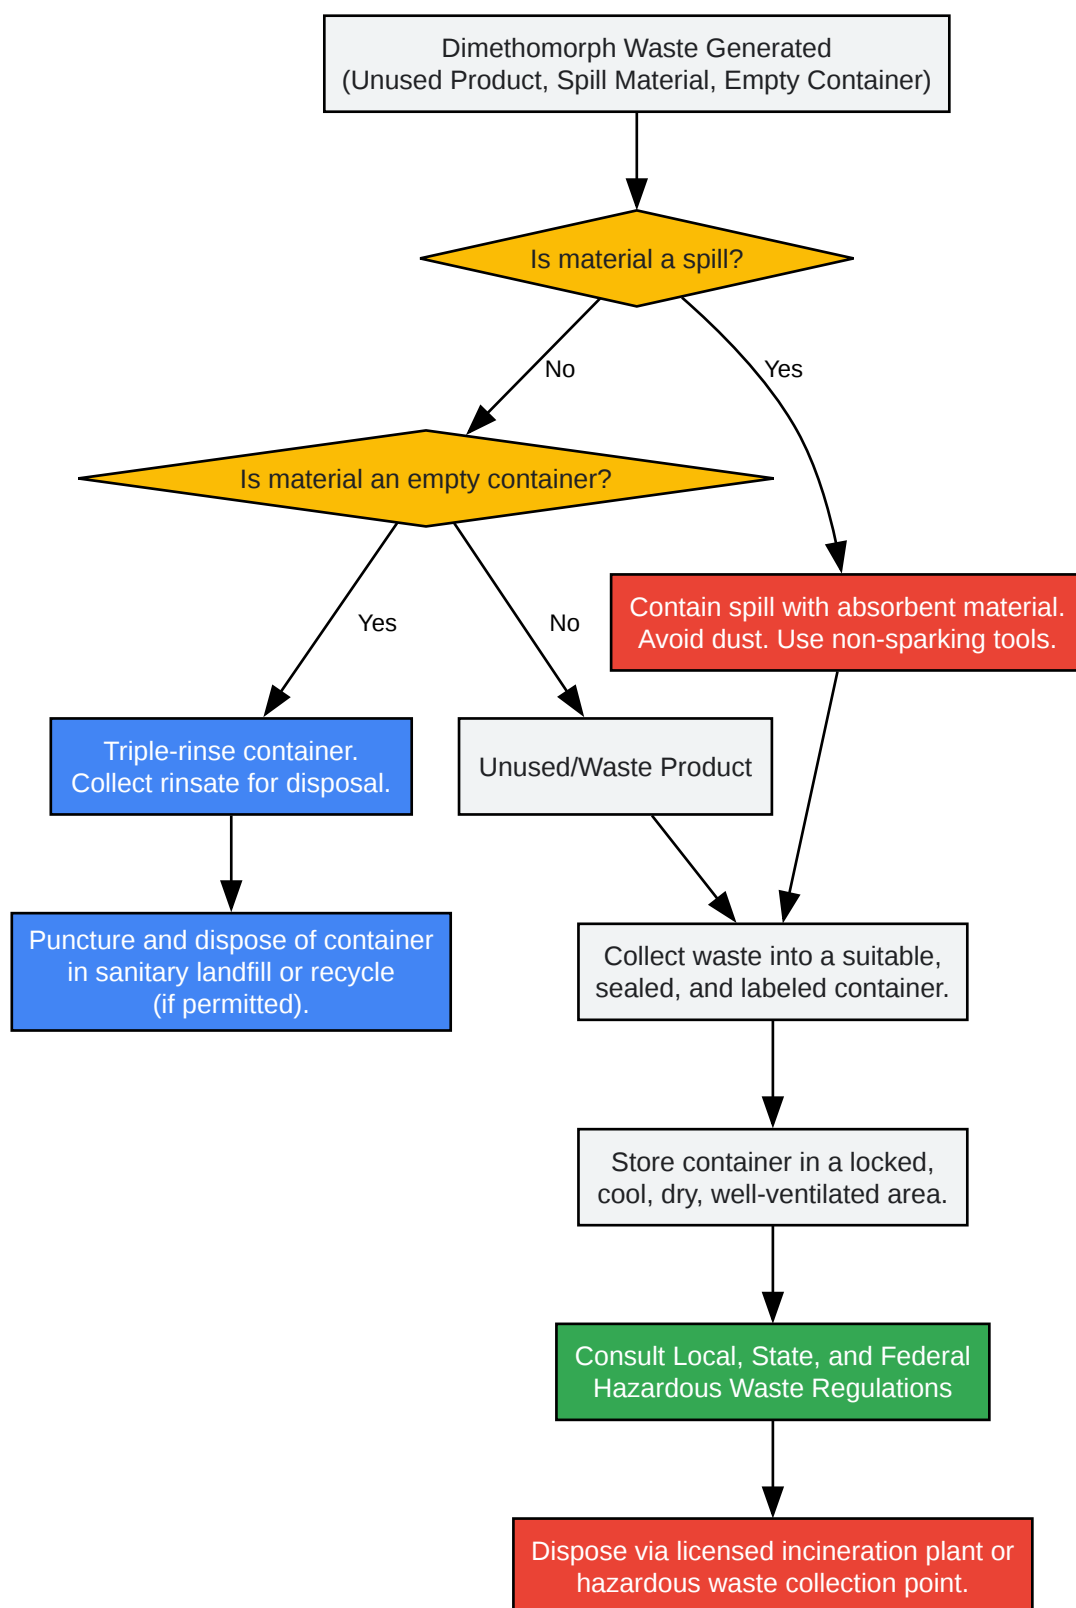 Dimethomorph Waste Generated
(Unused Product, Spill Material, Empty Container)
Is material a spill?
No
Yes
Is material an empty container?
Contain spill with absorbent material.
Avoid dust. Use non-sparking tools.
Yes
No
Triple-rinse container.
Collect rinsate for disposal.
Unused/Waste Product
Puncture and dispose of container
in sanitary landfill or recycle
(if permitted).
Collect waste into a suitable,
sealed, and labeled container.
Store container in a locked,
cool, dry, well-ventilated area.
Consult Local, State, and Federal
Hazardous Waste Regulations
Dispose via licensed incineration plant or
hazardous waste collection point.